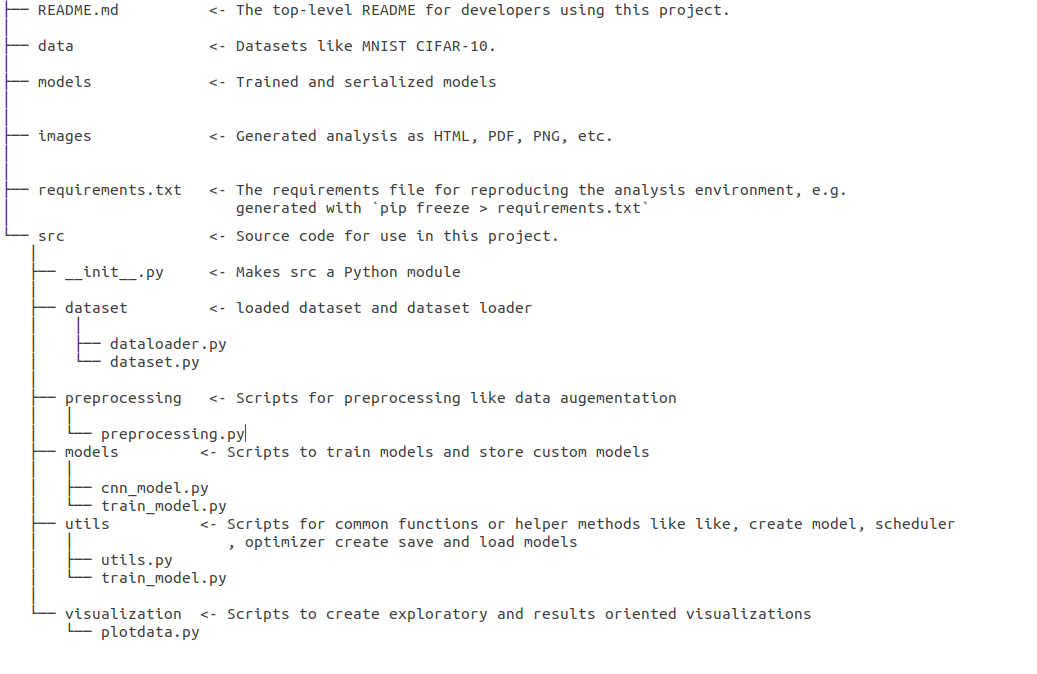 ├── README.md          <- The top-level README for developers using this project.
│
├── data               <- Datasets like MNIST CIFAR-10.
│
├── models             <- Trained and serialized models
│
│
├── images             <- Generated analysis as HTML, PDF, PNG, etc.
│
│
├── requirements.txt   <- The requirements file for reproducing the analysis environment, e.g.
│                         generated with `pip freeze > requirements.txt`
└── src                <- Source code for use in this project.
   │
   ├── __init__.py     <- Makes src a Python module
   │
   ├── dataset         <- loaded dataset and dataset loader
   │    │
   │    ├── dataloader.py
   │    └── dataset.py
   │
   ├── preprocessing   <- Scripts for preprocessing like data augementation
   │   │
   │   └── preprocessing.py
   ├── models         <- Scripts to train models and store custom models
   │   │
   │   ├── cnn_model.py
   │   └── train_model.py
   ├── utils          <- Scripts for common functions or helper methods like like, create model, scheduler
   │   │                 , optimizer create save and load models
   │   ├── utils.py
   │   └── train_model.py
   │
   └── visualization  <- Scripts to create exploratory and results oriented visualizations
       └── plotdata.py